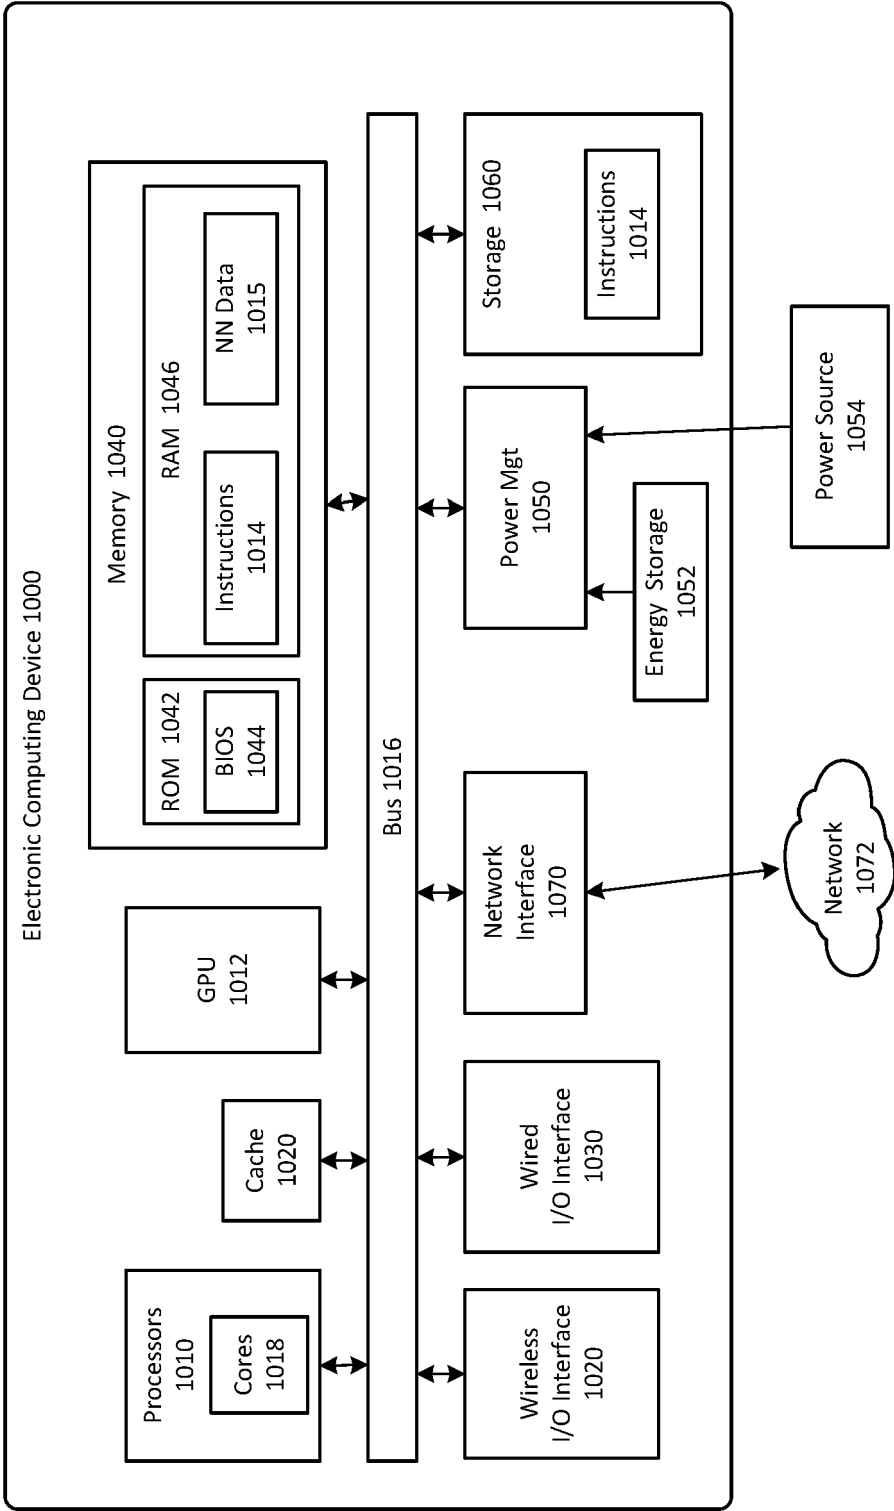 Electronic Computing Device 1000
Processors
1010
Cores
1018
Cache
1020
GPU
1012
Memory 1040
ROM 1042
BIOS
1044
RAM 1046
Instructions
1014
NN Data
1015
Bus 1016
Wireless
I/O Interface
1020
Wired
I/O Interface
1030
Network
Interface
1070
Power Mgt
1050
Storage 1060
Instructions
1014
Energy Storage
1052
Network
1072
Power Source
1054